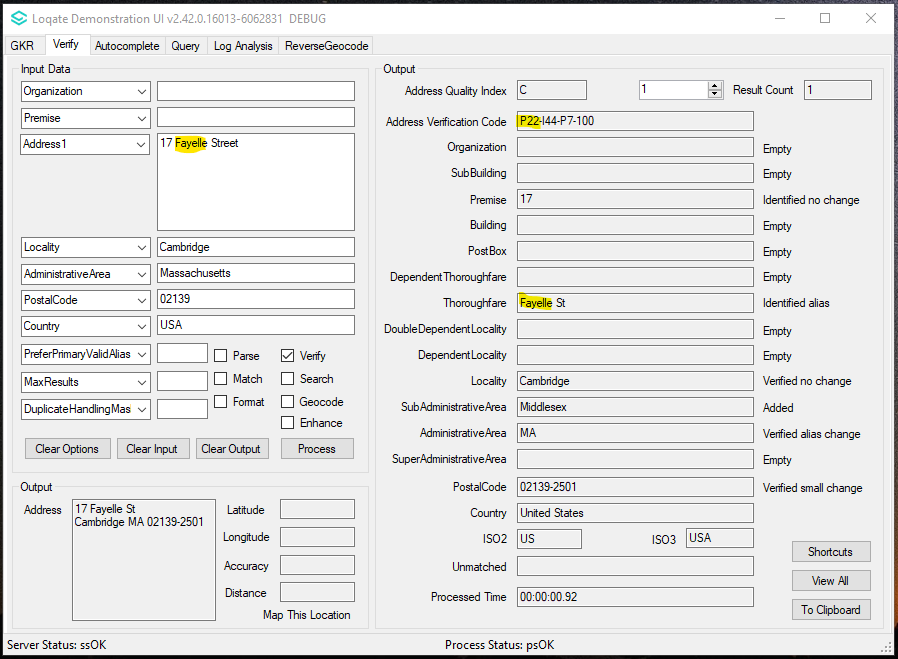 Loqate Demonstration UI v2.42.0.16013-6062831 DEBUG
GKR Verify Autocomplete Query Log Analysis ReverseGeocode
Input Data
Organization
Premise
Address1 17 Fayelle Street
Locality Cambridge
AdministrativeArea Massachusetts
PostalCode 02139
Country USA
PreferPrimaryValidAlias Parse Verify
MaxResults Match Search
DuplicateHandlingMas Format Geocode
Enhance
Clear Options Clear Input Clear Output Process
Output
Address 17 Fayelle St
Cambridge MA 02139-2501
Latitude
Longitude
Accuracy
Distance
Map This Location
Output
Address Quality Index C 1 Result Count 1
Address Verification Code P22-I44-P7-100
Organization Empty
SubBuilding Empty
Premise 17 Identified no change
Building Empty
PostBox Empty
DependentThoroughfare Empty
Thoroughfare Fayelle St Identified alias
DoubleDependentLocality Empty
DependentLocality Empty
Locality Cambridge Verified no change
SubAdministrativeArea Middlesex Added
AdministrativeArea MA Verified alias change
SuperAdministrativeArea Empty
PostalCode 02139-2501 Verified small change
Country United States
ISO2 US ISO3 USA
Unmatched
Processed Time 00:00:00.92
Shortcuts
View All
To Clipboard
Server Status: ssOK Process Status: psOK